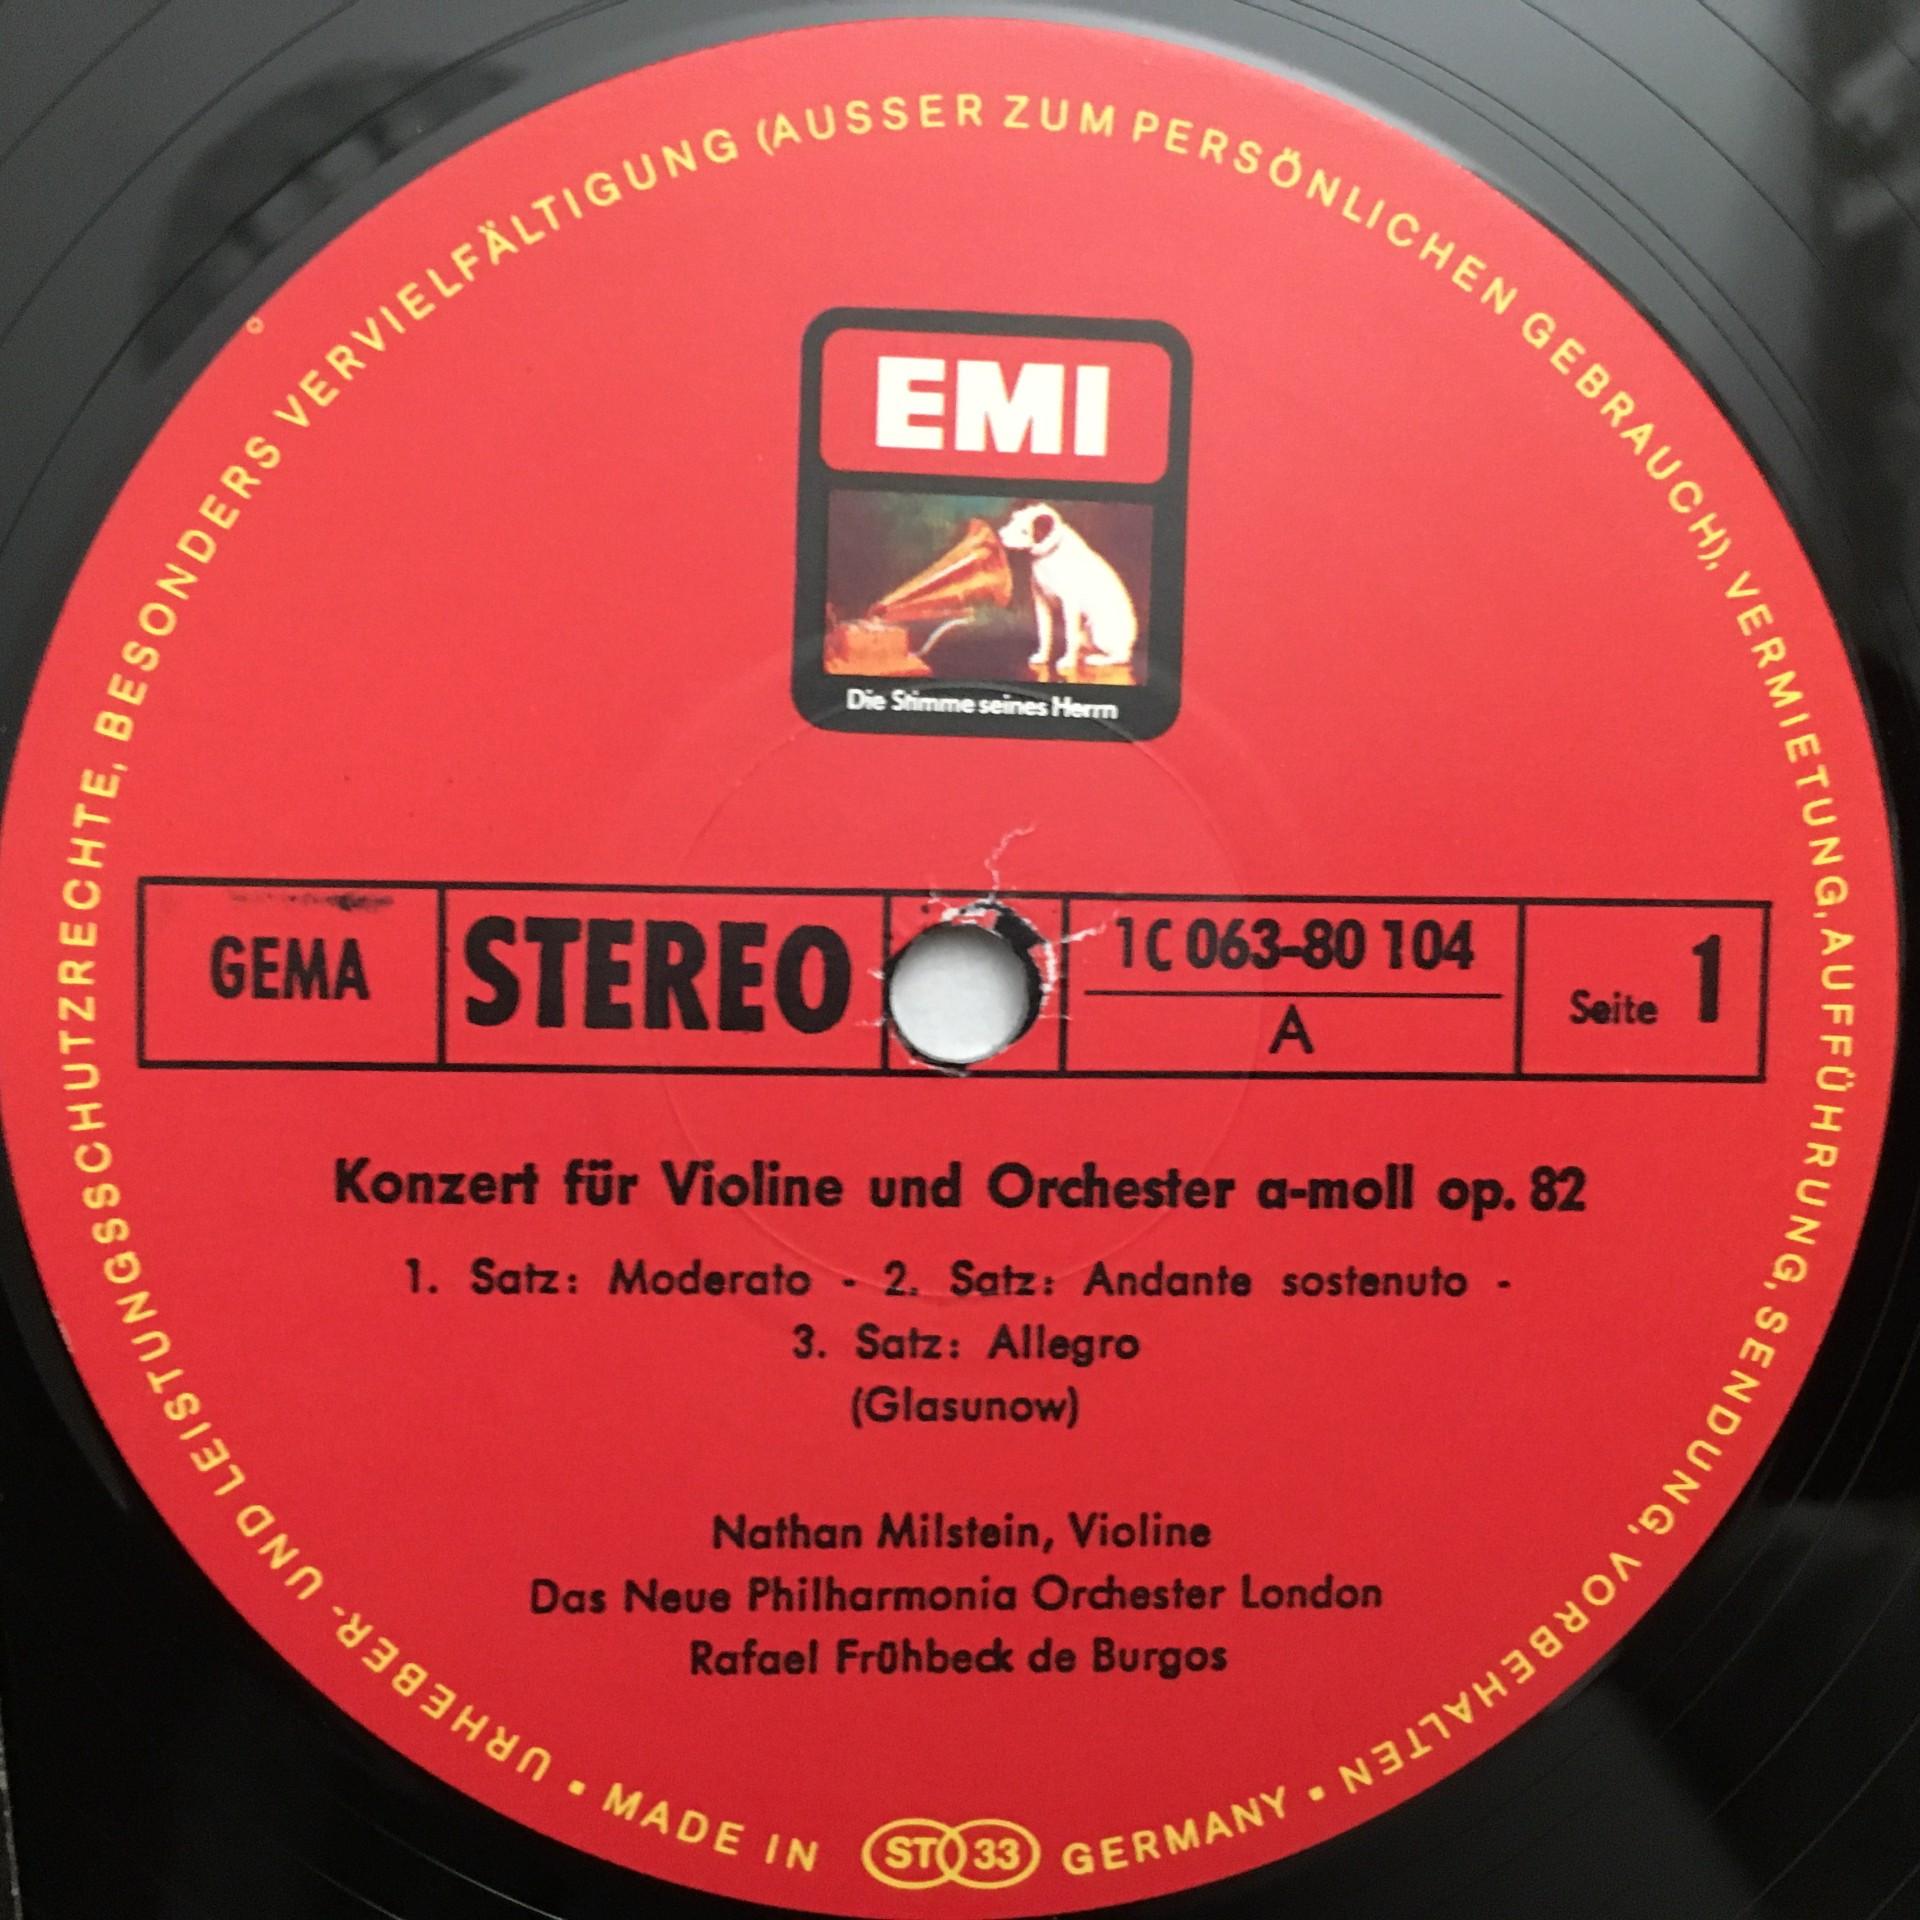 URHEBER- UND LEISTUNGSSCHUTZRECHTE, BESONDERS VERVIELFÄLTIGUNG (AUSSER ZUM PERSÖNLICHEN GEBRAUCH), VERMIETUNG, AUFFÜHRUNG, SENDUNG, VORBEHALTEN •
EMI
Die Stimme seines Herrn
GEMA STEREO 1C 063-80 104 Seite 1
A
Konzert für Violine und Orchester a-moll op. 82
1. Satz: Moderato - 2. Satz: Andante sostenuto -
3. Satz: Allegro
(Glasunow)
Nathan Milstein, Violine
Das Neue Philharmonia Orchester London
Rafael Frühbeck de Burgos
• MADE IN ST 33 GERMANY